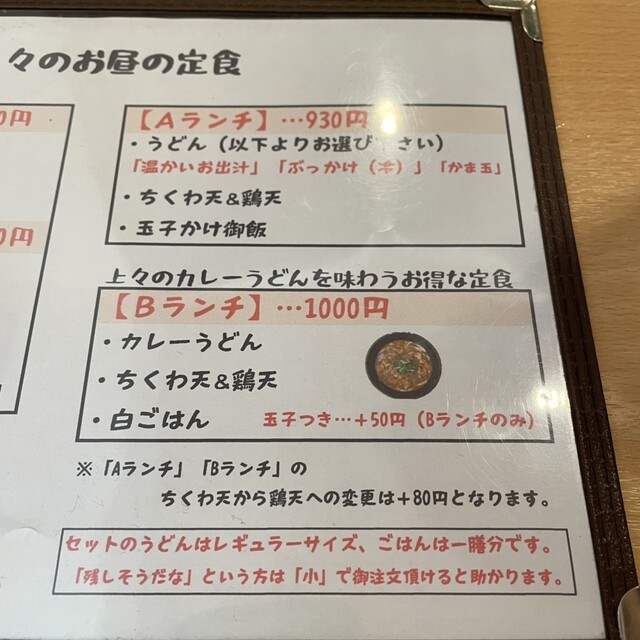 々のお昼の定食
0円
【Aランチ】…930円
・うどん（以下よりお選び下さい）
「温かいお出汁」「ぶっかけ（冷）」「かま玉」
・ちくわ天&鶏天
・玉子かけ御飯
0円
上々のカレーうどんを味わうお得な定食
【Bランチ】…1000円
・カレーうどん
・ちくわ天&鶏天
・白ごはん　玉子つき…＋50円（Bランチのみ）
※「Aランチ」「Bランチ」の
ちくわ天から鶏天への変更は＋80円となります。
セットのうどんはレギュラーサイズ、ごはんは一膳分です。
「残しそうだな」という方は「小」で御注文頂けると助かります。